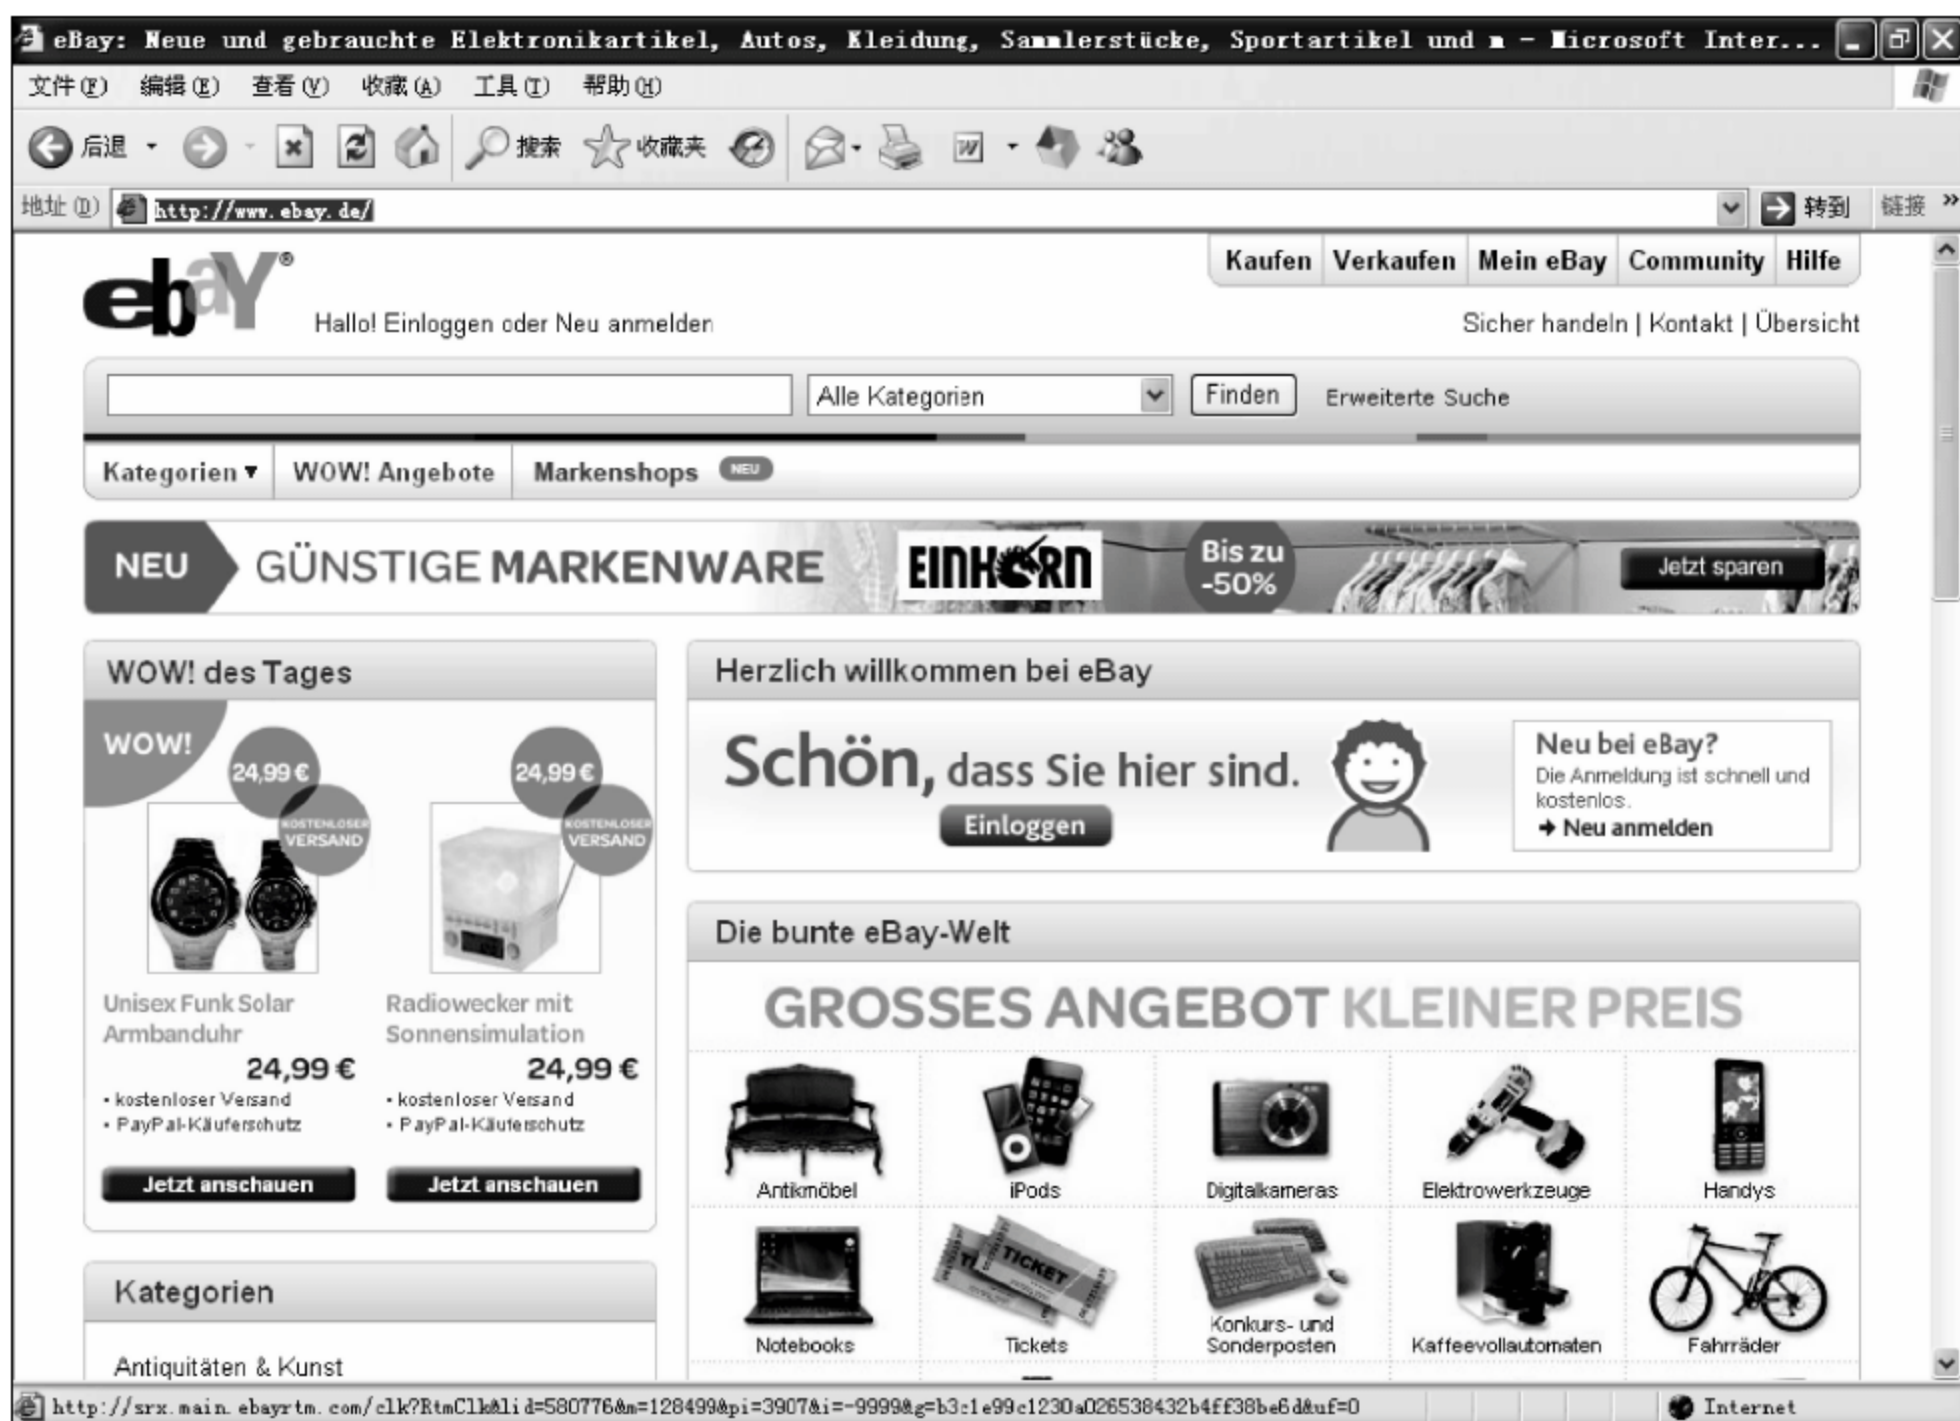 eBay: Neue und gebrauchte Elektronikartikel, Autos, Kleidung, Sammlerstücke, Sportartikel und m - Microsoft Inter...
文件(F) 编辑(E) 查看(V) 收藏(A) 工具(T) 帮助(H)
后退 搜索 收藏夹
地址(D) http://www.ebay.de/ 转到 链接 »
ebaY® Kaufen Verkaufen Mein eBay Community Hilfe
Hallo! Einloggen oder Neu anmelden Sicher handeln | Kontakt | Übersicht
Alle Kategorien Finden Erweiterte Suche
Kategorien ▾ WOW! Angebote Markenshops NEU
NEU GÜNSTIGE MARKENWARE EINHORN Bis zu -50% Jetzt sparen
WOW! des Tages
WOW!
24,99 € 24,99 €
KOSTENLOSER VERSAND KOSTENLOSER VERSAND
Unisex Funk Solar Radiowecker mit
Armbanduhr Sonnensimulation
24,99 € 24,99 €
• kostenloser Versand • kostenloser Versand
• PayPal-Käuferschutz • PayPal-Käuferschutz
Jetzt anschauen Jetzt anschauen
Kategorien
Antiquitäten & Kunst
Herzlich willkommen bei eBay
Schön, dass Sie hier sind.
Einloggen
Neu bei eBay?
Die Anmeldung ist schnell und
kostenlos.
➔ Neu anmelden
Die bunte eBay-Welt
GROSSES ANGEBOT KLEINER PREIS
Antikmöbel iPods Digitalkameras Elektrowerkzeuge Handys
TICKET
Notebooks Tickets Konkurs- und Sonderposten Kaffeevollautomaten Fahrräder
http://srx.main.ebayrtm.com/clk?RtmClk&lid=580776&m=128499&pi=3907&i=-9999&g=b3c1e99c1230a026538432b4ff38be6d&uf=0 Internet